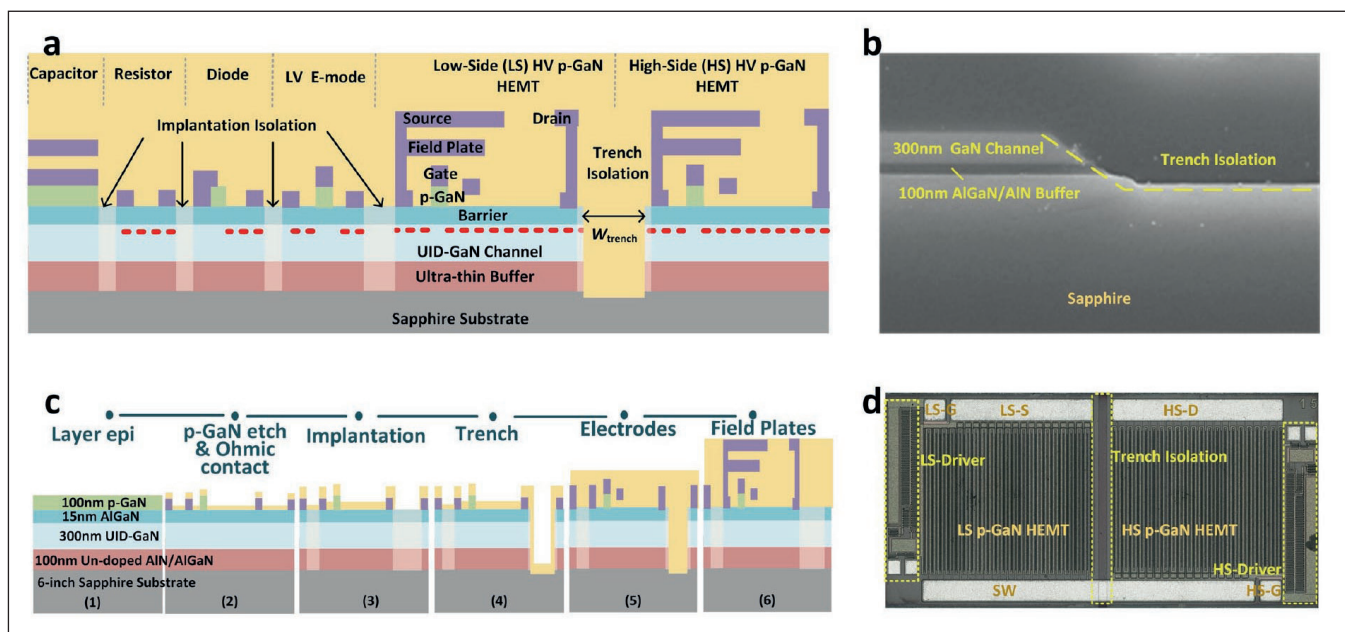 a
Capacitor
Resistor
Diode
LV E-mode
Low-Side (LS) HV p-GaN
HEMT
High-Side (HS) HV p-GaN
HEMT
Implantation Isolation
Source
Drain
Field Plate
Gate
p-GaN
Trench
Isolation
Barrier
Wtrench
UID-GaN Channel
Ultra-thin Buffer
Sapphire Substrate
b
300nm GaN Channel
Trench Isolation
100nm AlGaN/AlN Buffer
Sapphire
c
Layer epi
p-GaN etch
& Ohmic
contact
Implantation
Trench
Electrodes
Field Plates
100nm p-GaN
15nm AlGaN
300nm UID-GaN
100nm Un-doped AlN/AlGaN
6-inch Sapphire Substrate
(1)
(2)
(3)
(4)
(5)
(6)
d
LS-G
LS-S
HS-D
15
LS-Driver
Trench Isolation
LS p-GaN HEMT
HS p-GaN HEMT
HS-Driver
SW
HS-G